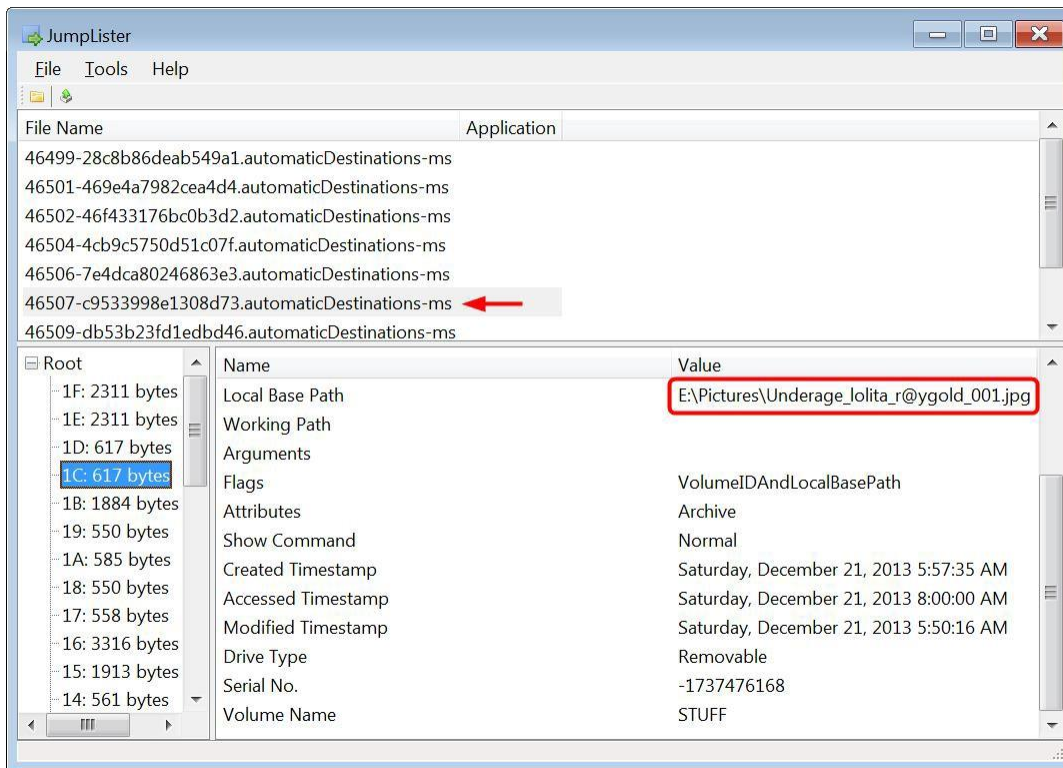 JumpLister
File Tools Help
File Name Application
46499-28c8b86deab549a1.automaticDestinations-ms
46501-469e4a7982cea4d4.automaticDestinations-ms
46502-46f433176bc0b3d2.automaticDestinations-ms
46504-4cb9c5750d51c07f.automaticDestinations-ms
46506-7e4dca80246863e3.automaticDestinations-ms
46507-c9533998e1308d73.automaticDestinations-ms
46509-db53b23fd1edbd46.automaticDestinations-ms
Root
1F: 2311 bytes
1E: 2311 bytes
1D: 617 bytes
1C: 617 bytes
1B: 1884 bytes
19: 550 bytes
1A: 585 bytes
18: 550 bytes
17: 558 bytes
16: 3316 bytes
15: 1913 bytes
14: 561 bytes
Name Value
Local Base Path E:\Pictures\Underage_lolita_r@ygold_001.jpg
Working Path
Arguments
Flags VolumeIDAndLocalBasePath
Attributes Archive
Show Command Normal
Created Timestamp Saturday, December 21, 2013 5:57:35 AM
Accessed Timestamp Saturday, December 21, 2013 8:00:00 AM
Modified Timestamp Saturday, December 21, 2013 5:50:16 AM
Drive Type Removable
Serial No. -1737476168
Volume Name STUFF